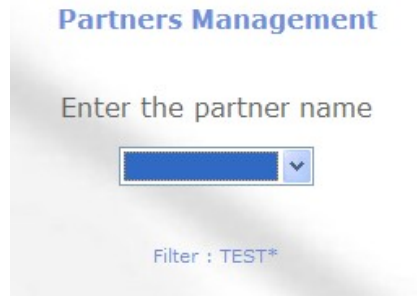 Partners Management
Enter the partner name
Filter : TEST*